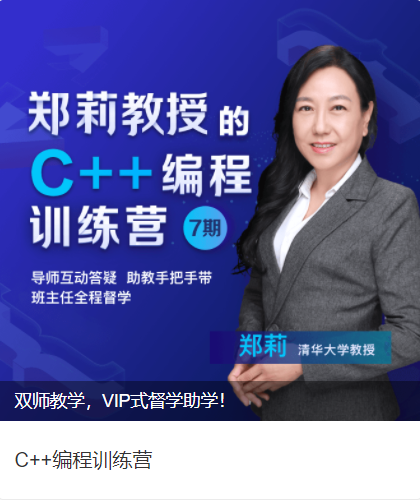 郑莉教授的
C++编程
训练营 7期
导师互动答疑 助教手把手带
班主任全程督学
郑莉 清华大学教授
双师教学，VIP式督学助学！
C++编程训练营